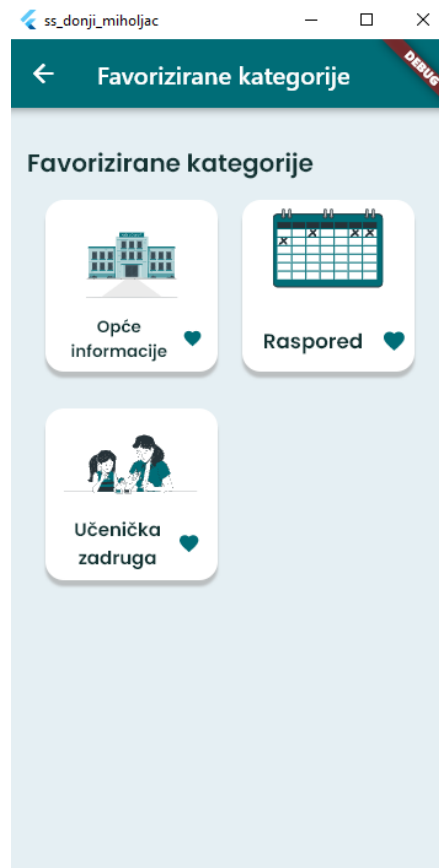 ss_donji_miholjac
Favorizirane kategorije
DEBUG
Favorizirane kategorije
Opće
informacije
Raspored
Učenička
zadruga